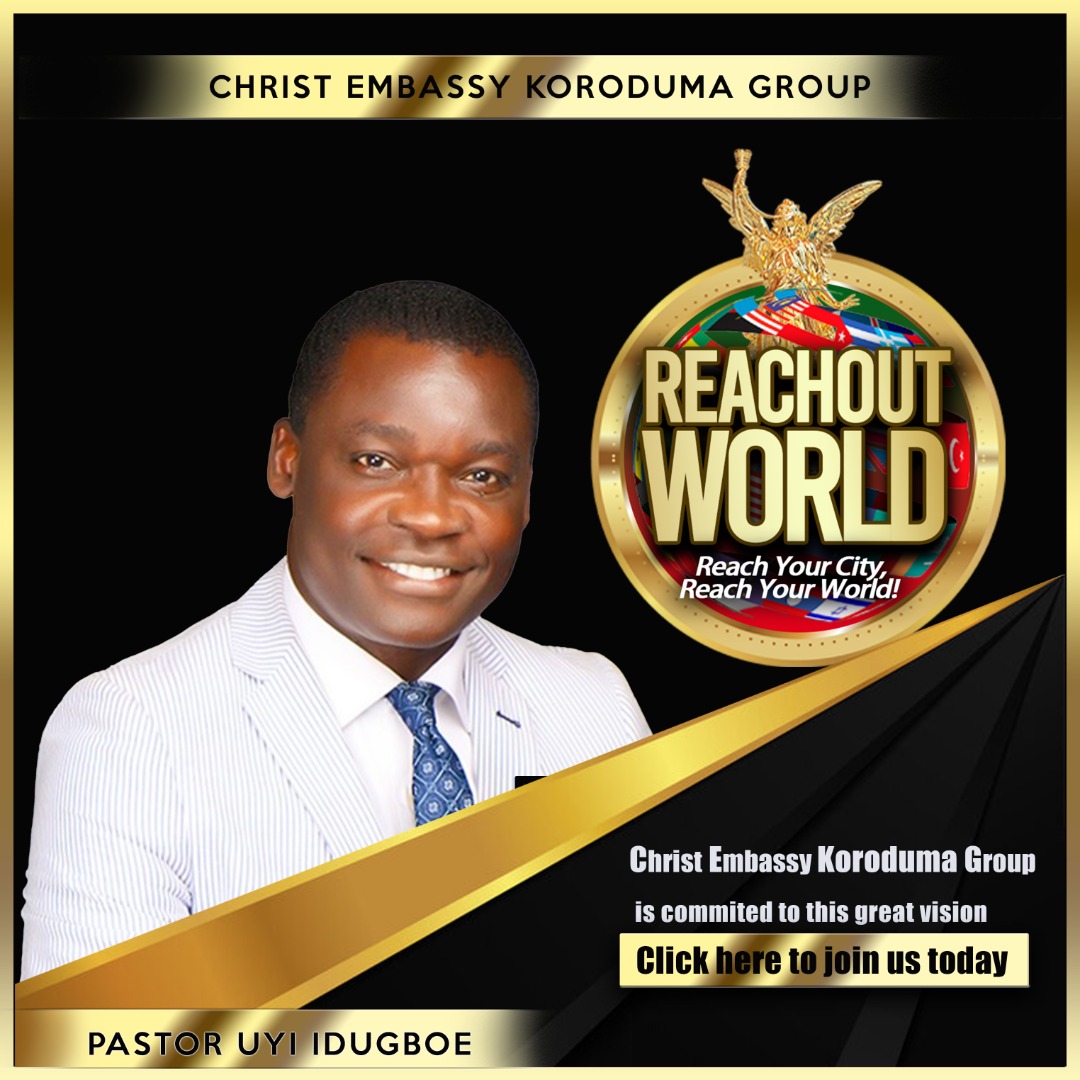 CHRIST EMBASSY KORODUMA GROUP
REACHOUT
WORLD
Reach Your City,
Reach Your World!
Christ Embassy Koroduma Group
is commited to this great vision
Click here to join us today
PASTOR UYI IDUGBOE